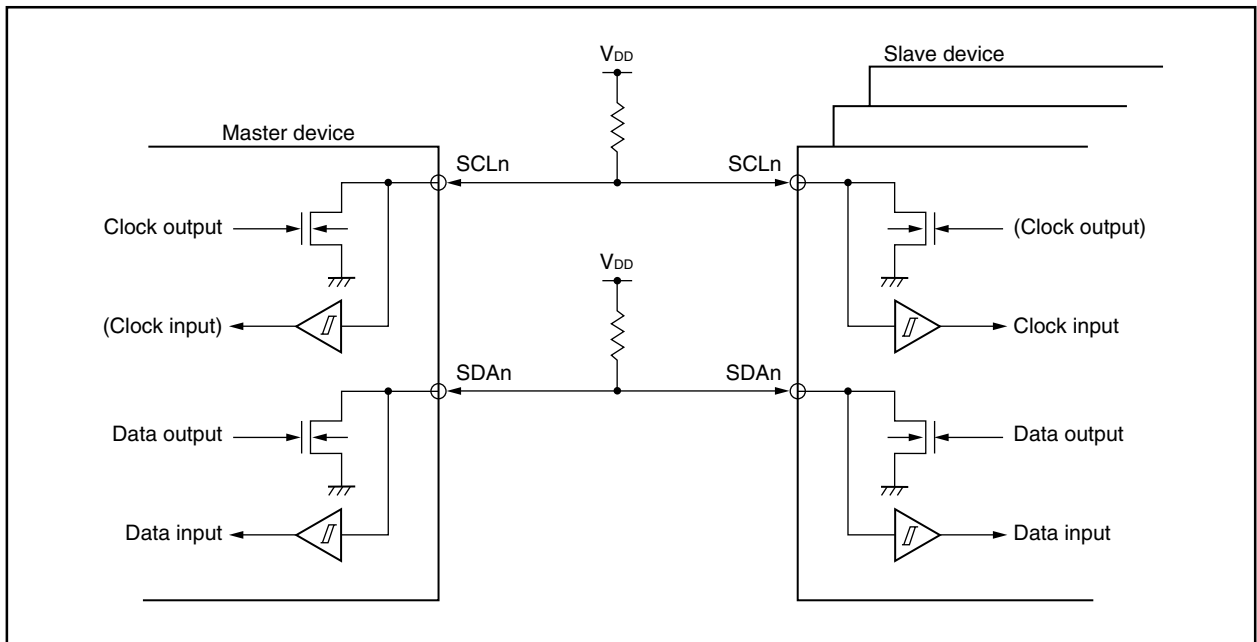 VDD
Slave device
Master device
SCLn SCLn
Clock output (Clock output)
VDD
(Clock input) Clock input
SDAn SDAn
Data output Data output
Data input Data input